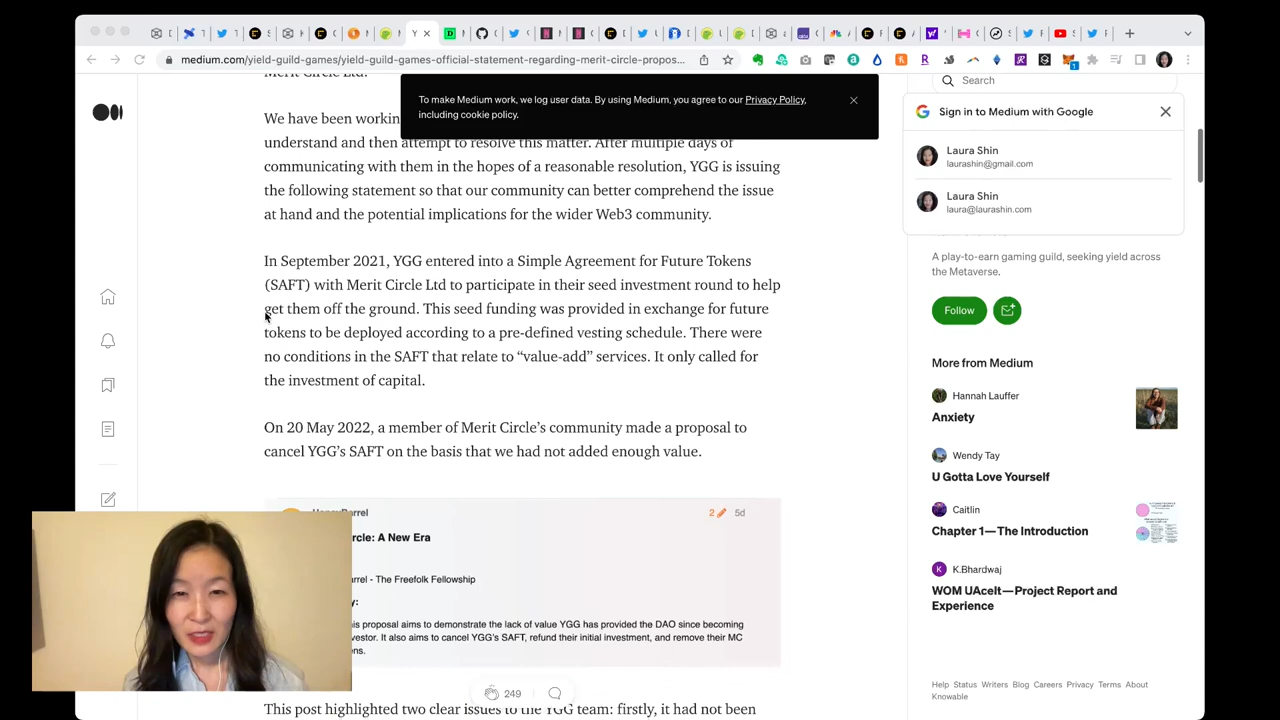 Y
medium.com/yield-guild-games/yield-guild-games-official-statement-regarding-merit-circle-propos...
Merit Circle Ltd.
To make Medium work, we log user data. By using Medium, you agree to our Privacy Policy,
including cookie policy.
We have been workin
understand and then attempt to resolve this matter. After multiple days of
communicating with them in the hopes of a reasonable resolution, YGG is issuing
the following statement so that our community can better comprehend the issue
at hand and the potential implications for the wider Web3 community.
In September 2021, YGG entered into a Simple Agreement for Future Tokens
(SAFT) with Merit Circle Ltd to participate in their seed investment round to help
get them off the ground. This seed funding was provided in exchange for future
tokens to be deployed according to a pre-defined vesting schedule. There were
no conditions in the SAFT that relate to “value-add” services. It only called for
the investment of capital.
On 20 May 2022, a member of Merit Circle’s community made a proposal to
cancel YGG’s SAFT on the basis that we had not added enough value.
2 5d
rcle: A New Era
arrel - The Freefolk Fellowship
y:
is proposal aims to demonstrate the lack of value YGG has provided the DAO since becoming
vestor. It also aims to cancel YGG’s SAFT, refund their initial investment, and remove their MC
ens.
249
This post highlighted two clear issues to the YGG team: firstly, it had not been
Search
Sign in to Medium with Google
Laura Shin
laurashin@gmail.com
Laura Shin
laura@laurashin.com
A play-to-earn gaming guild, seeking yield across
the Metaverse.
Follow
More from Medium
Hannah Lauffer
Anxiety
Wendy Tay
U Gotta Love Yourself
Caitlin
Chapter 1—The Introduction
K
K.Bhardwaj
WOM UAceIt—Project Report and
Experience
Help Status Writers Blog Careers Privacy Terms About
Knowable